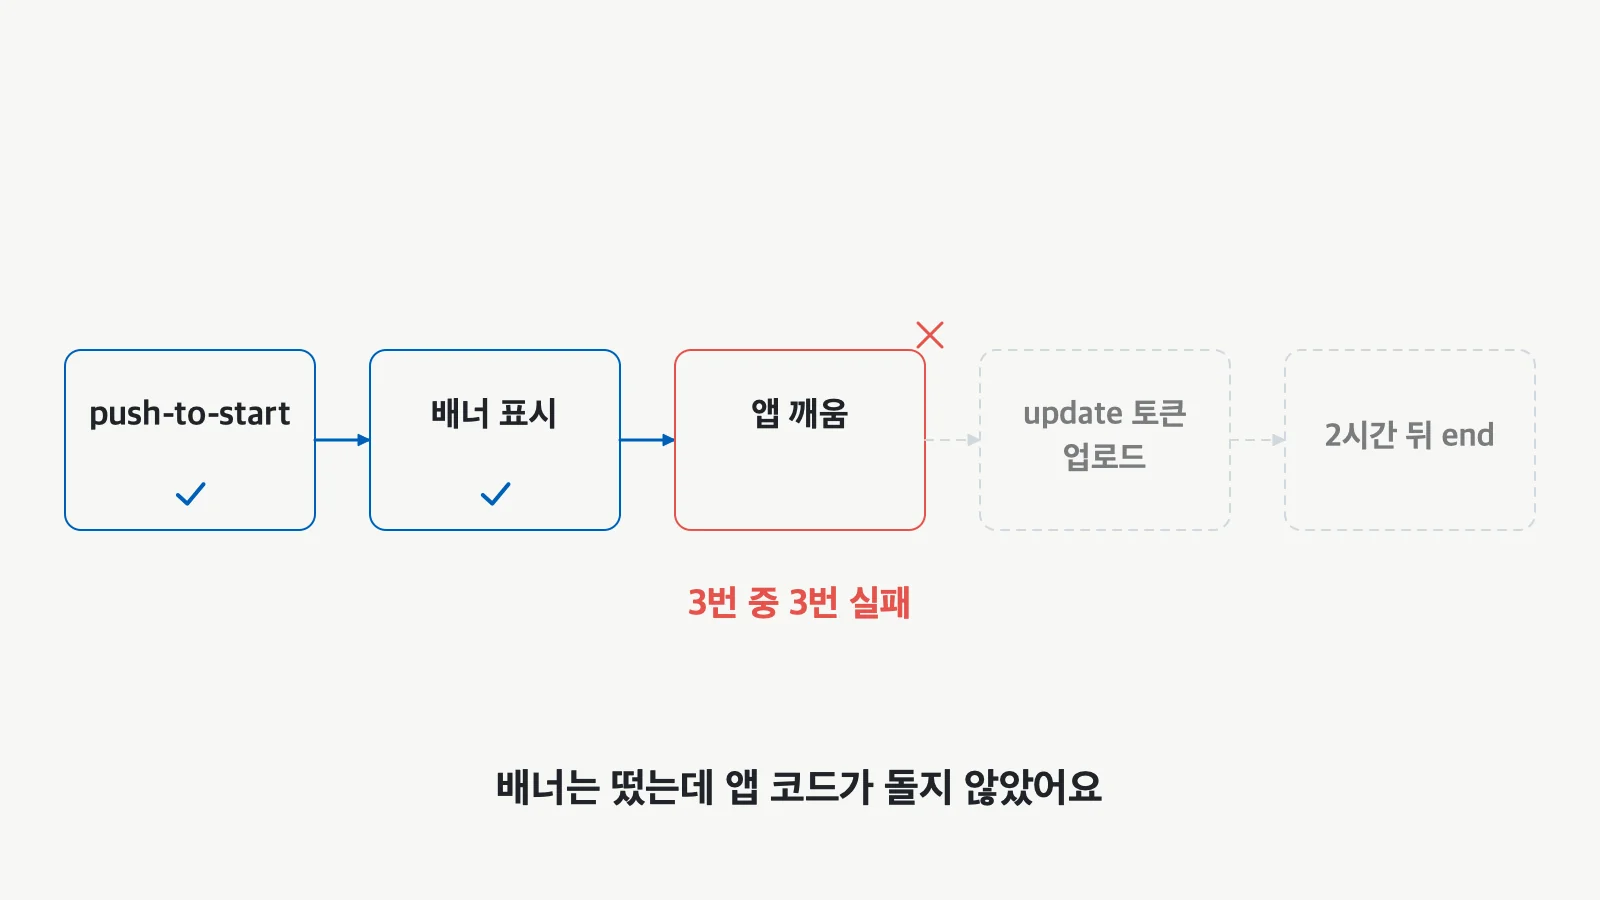 push-to-start
배너 표시
앱 깨움
update 토큰
업로드
2시간 뒤 end
3번 중 3번 실패
배너는 떴는데 앱 코드가 돌지 않았어요